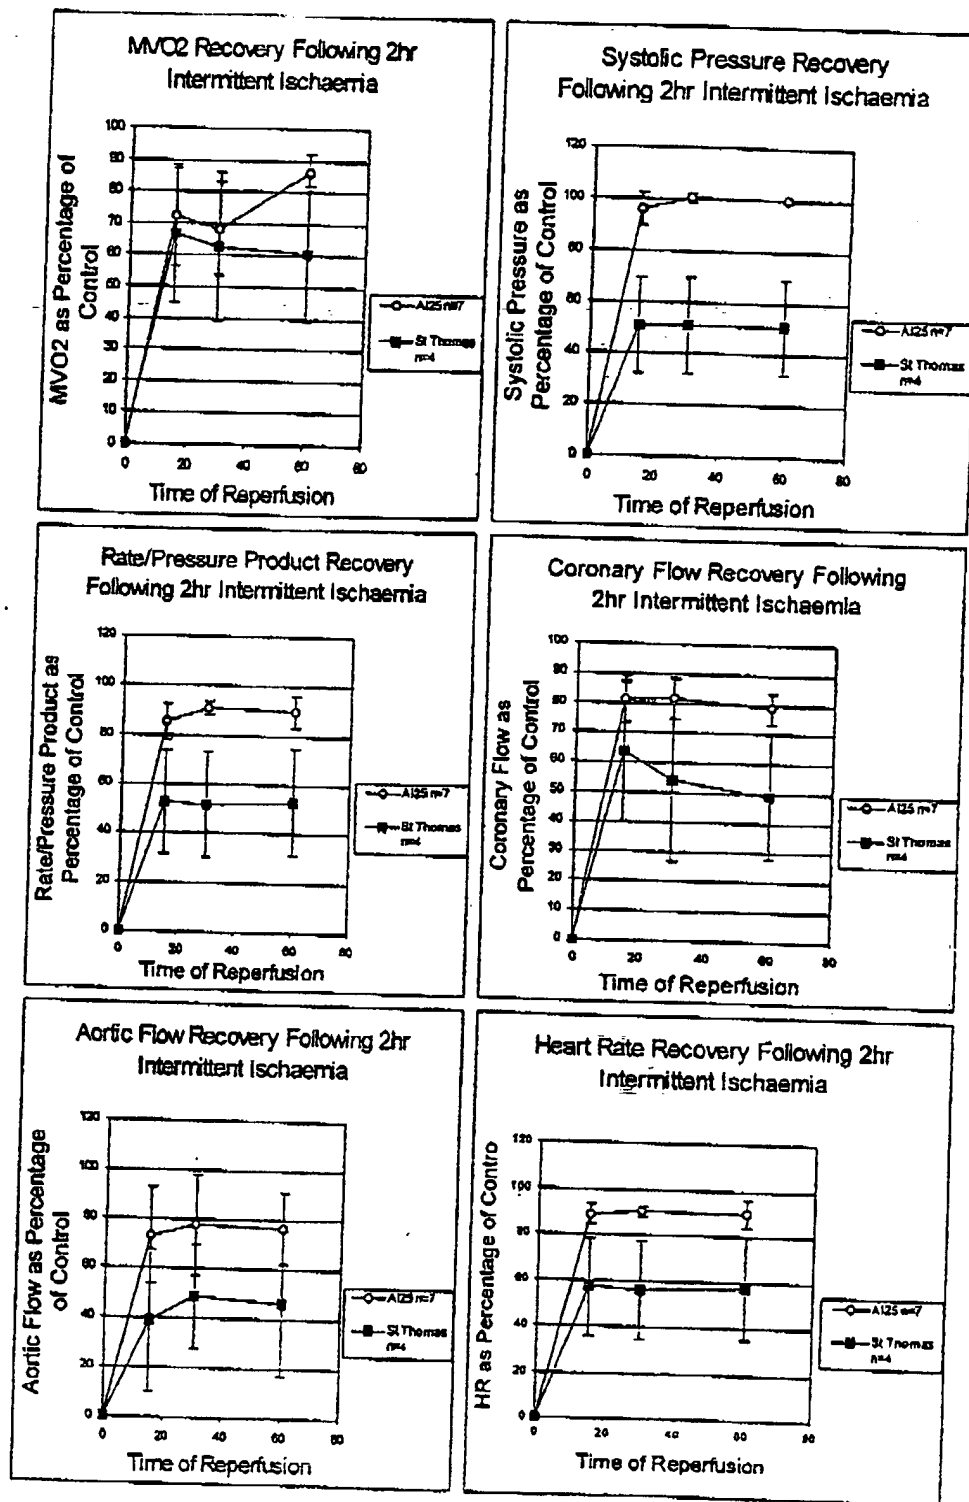 MVO2 Recovery Following 2hr
Intermittent Ischaemia
MVO2 as Percentage of
Control
100
90
80
70
60
50
40
30
20
10
0
0 20 40 60 80
Time of Reperfusion
A125 n=7
St Thomas
n=4
Systolic Pressure Recovery
Following 2hr Intermittent Ischaemia
Systolic Pressure as
Percentage of Control
120
100
80
60
40
20
0
0 20 40 60 80
Time of Reperfusion
A125 n=7
St Thomas
n=4
Rate/Pressure Product Recovery
Following 2hr Intermittent Ischaemia
Rate/Pressure Product as
Percentage of Control
120
100
80
60
40
20
0
0 20 40 60 80
Time of Reperfusion
A125 n=7
St Thomas
n=4
Coronary Flow Recovery Following
2hr Intermittent Ischaemia
Coronary Flow as
Percentage of Control
100
90
80
70
60
50
40
30
20
10
0
0 20 40 60 80
Time of Reperfusion
A125 n=7
St Thomas
n=4
Aortic Flow Recovery Following 2hr
Intermittent Ischaemia
Aortic Flow as Percentage
of Control
120
100
80
60
40
20
0
0 20 40 60 80
Time of Reperfusion
A125 n=7
St Thomas
n=4
Heart Rate Recovery Following 2hr
Intermittent Ischaemia
HR as Percentage of Contro
120
100
80
60
40
20
0
0 20 40 60 80
Time of Reperfusion
A125 n=7
St Thomas
n=4